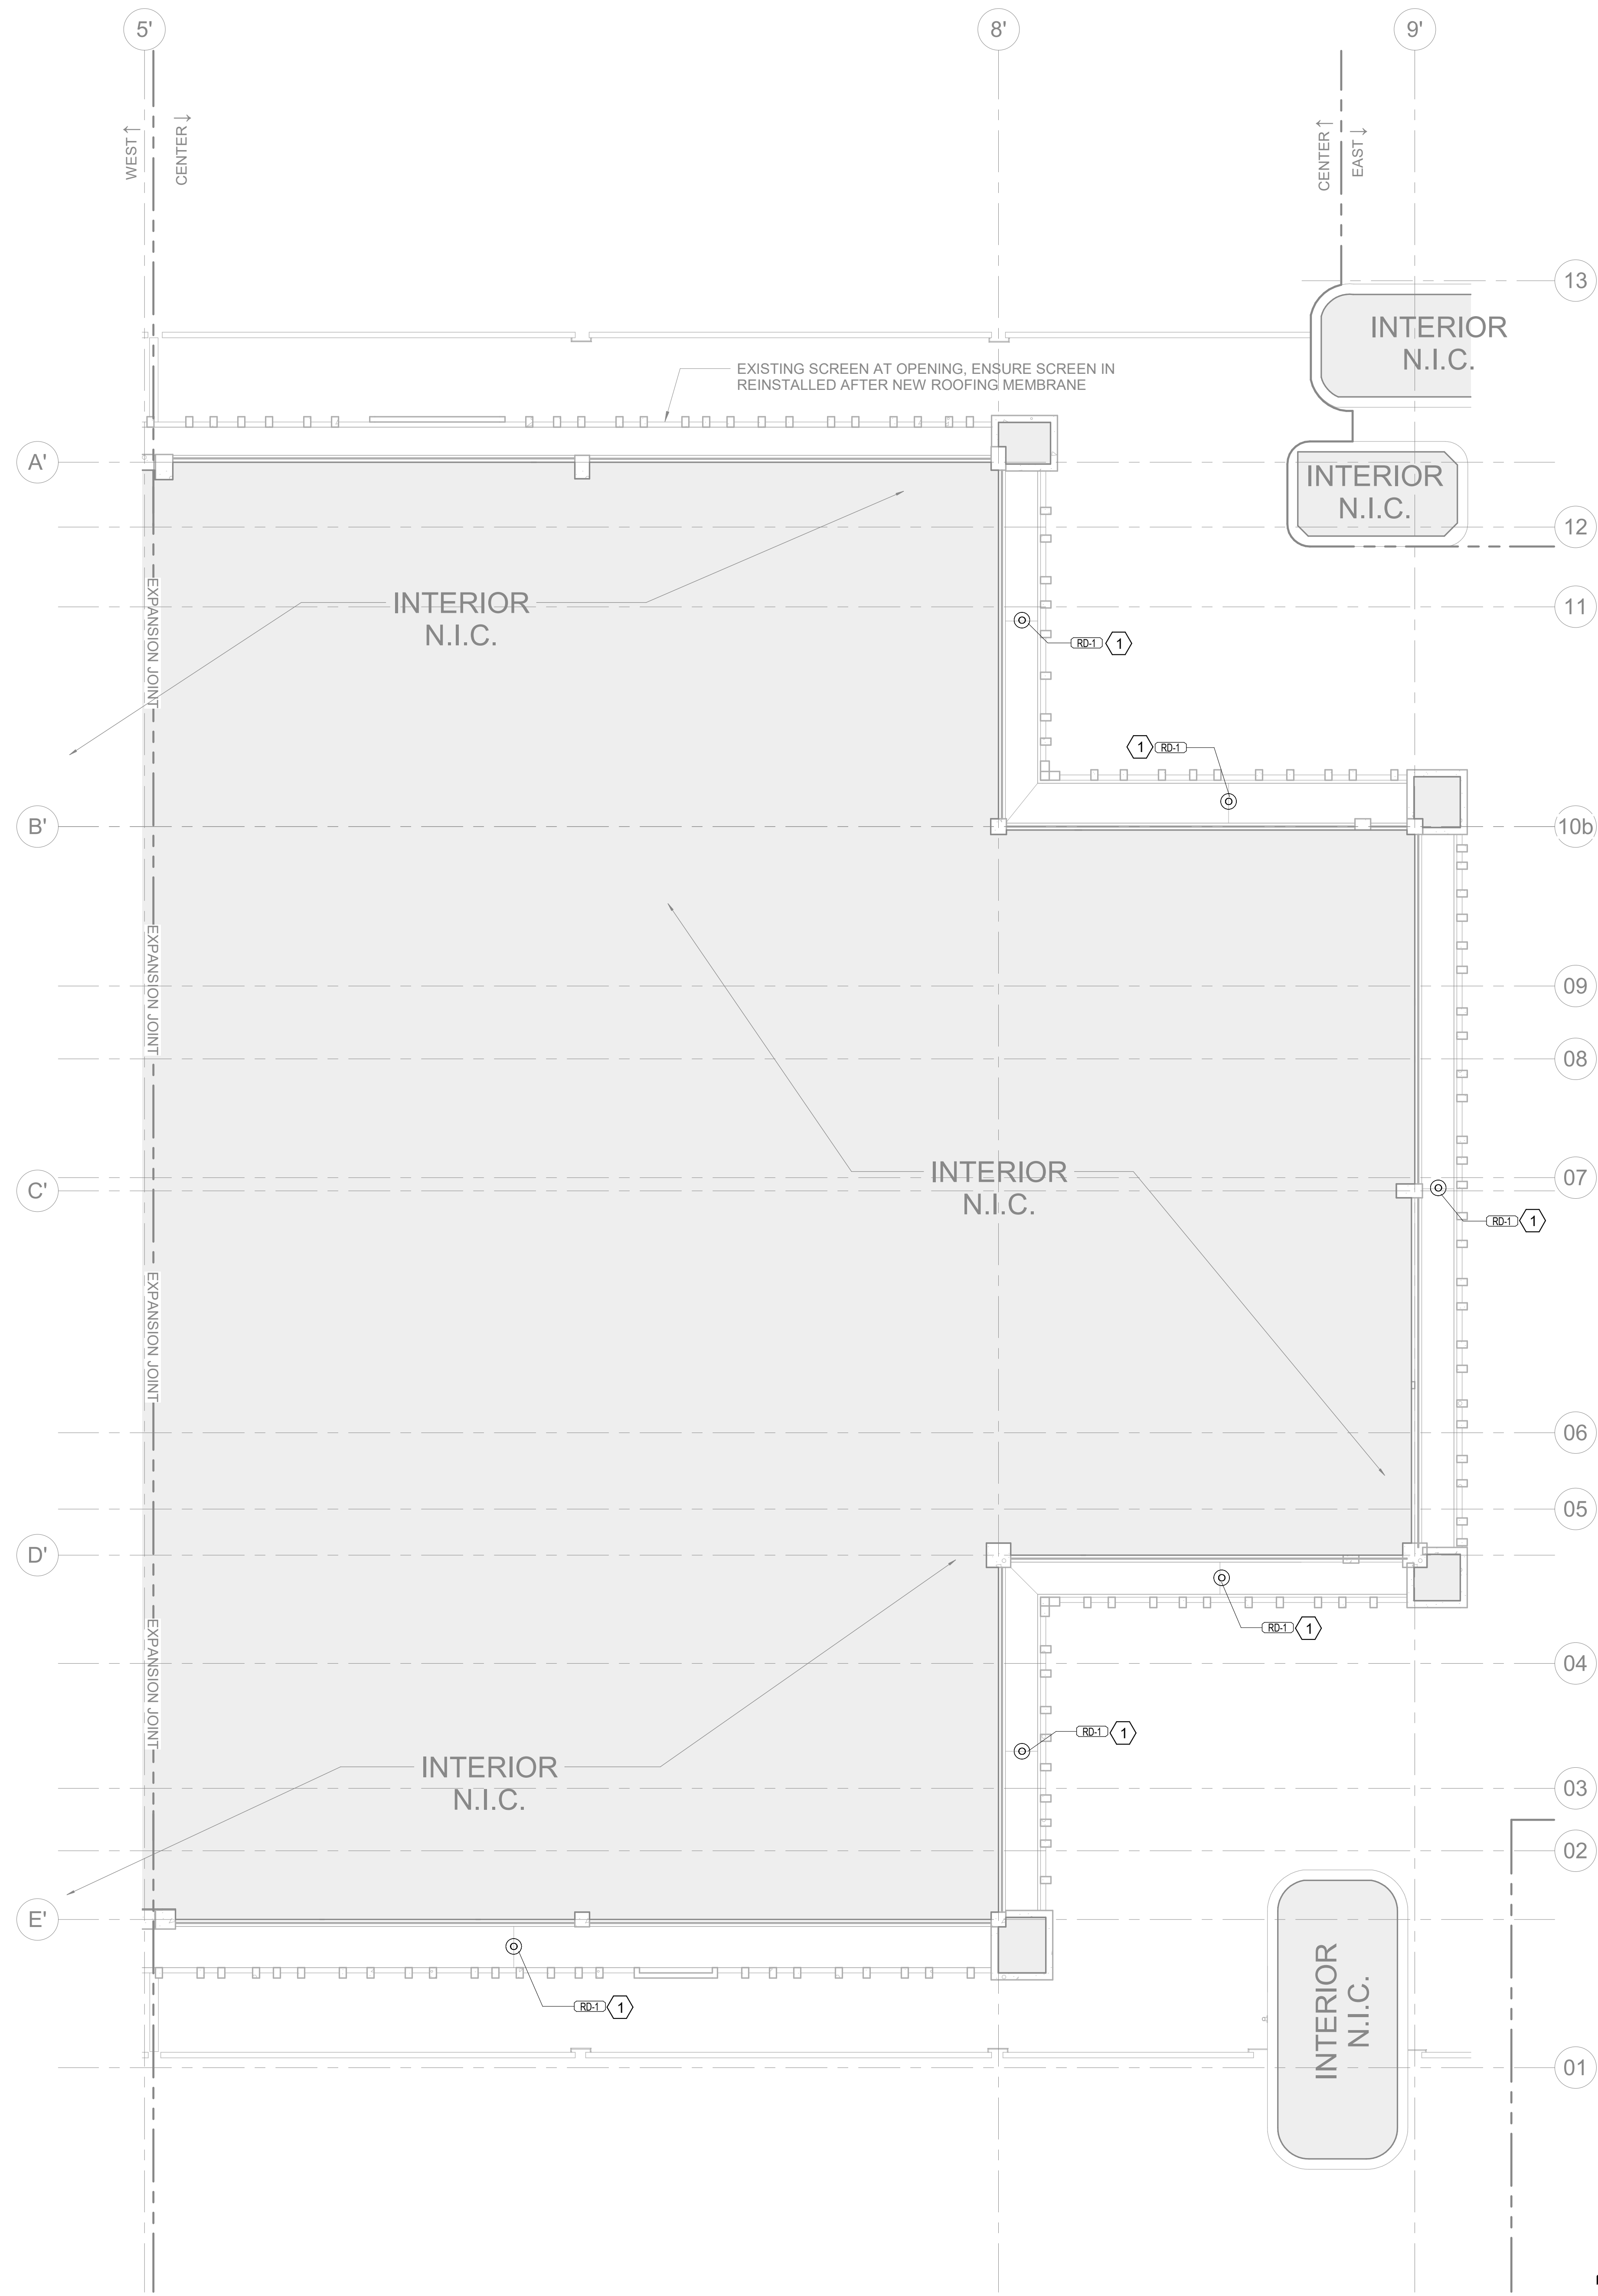 5'
8'
9'
WEST
CENTER
CENTER
EAST
13
INTERIOR
N.I.C.
EXISTING SCREEN AT OPENING, ENSURE SCREEN IN
REINSTALLED AFTER NEW ROOFING MEMBRANE
A'
INTERIOR
N.I.C.
12
EXPANSION JOINT
INTERIOR
N.I.C.
11
RD-1
1
1
RD-1
B'
10b
EXPANSION JOINT
09
08
C'
INTERIOR
N.I.C.
07
RD-1
1
EXPANSION JOINT
06
05
D'
RD-1
1
EXPANSION JOINT
04
RD-1
1
INTERIOR
N.I.C.
03
02
E'
RD-1
1
INTERIOR
N.I.C.
01